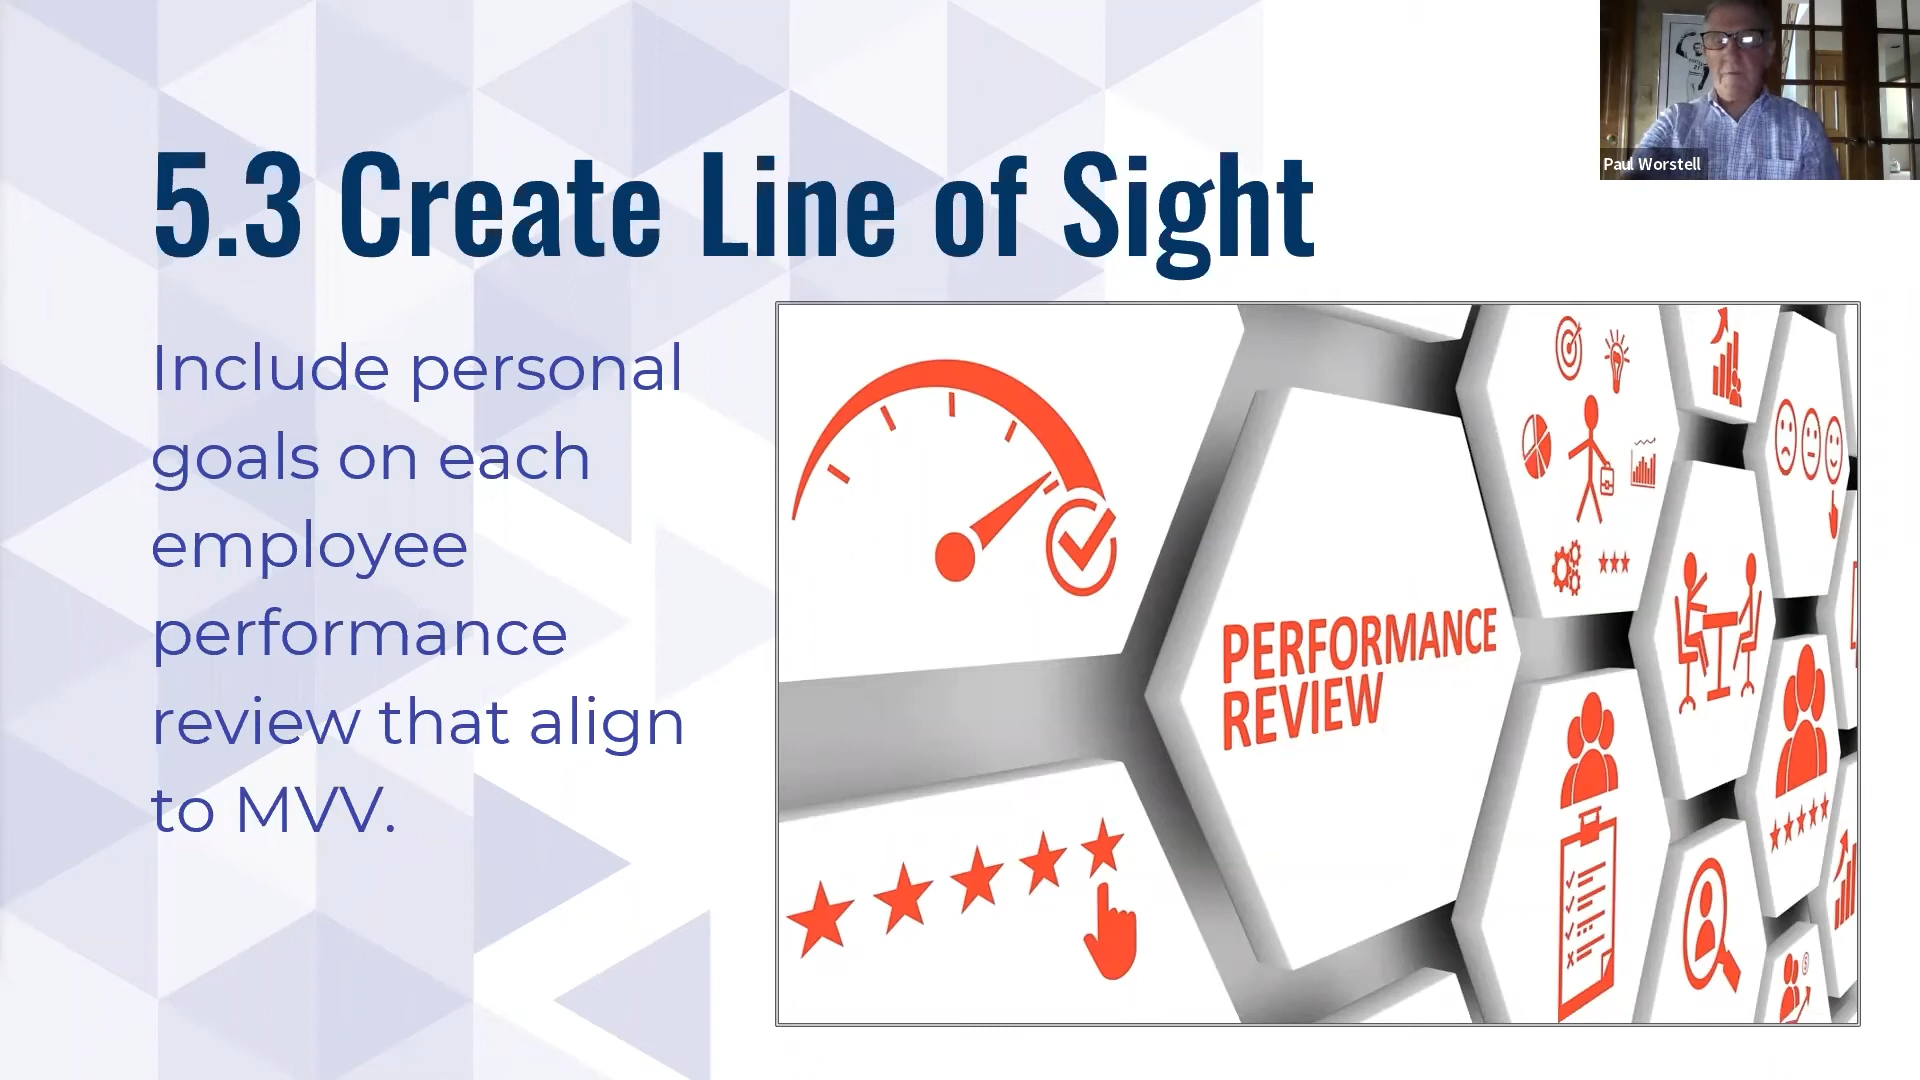 5.3 Create Line of Sight
Include personal
goals on each
employee
performance
review that align
to MVV.
PERFORMANCE
REVIEW
Paul Worstell